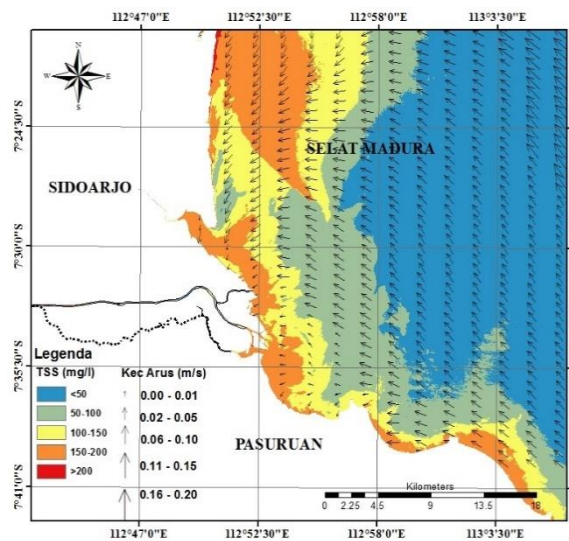 112°47'0"E 112°52'30"E 112°58'0"E 113°3'30"E
N
W E
S
7°24'30"S
SELAT MADURA
SIDOARJO
7°30'0"S
7°35'30"S
Legenda
TSS (mg/l) Kec Arus (m/s)
<50 0.00 - 0.01
50-100 0.02 - 0.05
100-150 0.06 - 0.10
150-200 0.11 - 0.15
>200 0.16 - 0.20
PASURUAN
Kilometers
0 2.25 4.5 9 13.5 18
7°41'0"S
112°47'0"E 112°52'30"E 112°58'0"E 113°3'30"E